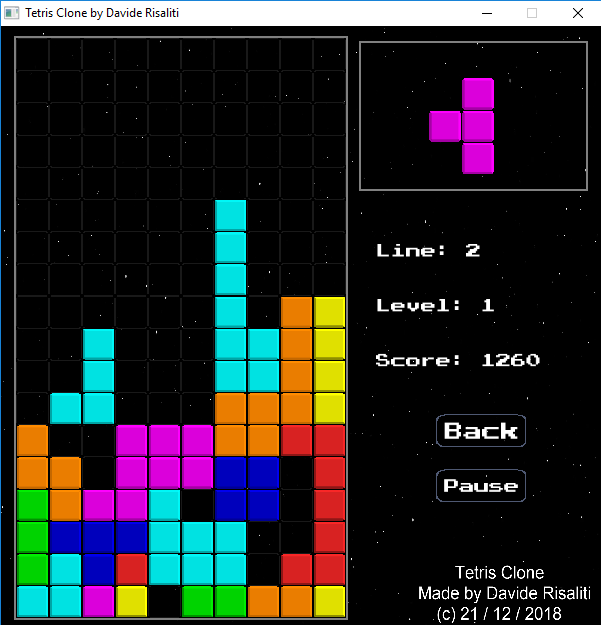 Tetris Clone by Davide Risaliti
Line: 2
Level: 1
Score: 1260
Back
Pause
Tetris Clone
Made by Davide Risaliti
(c) 21 / 12 / 2018